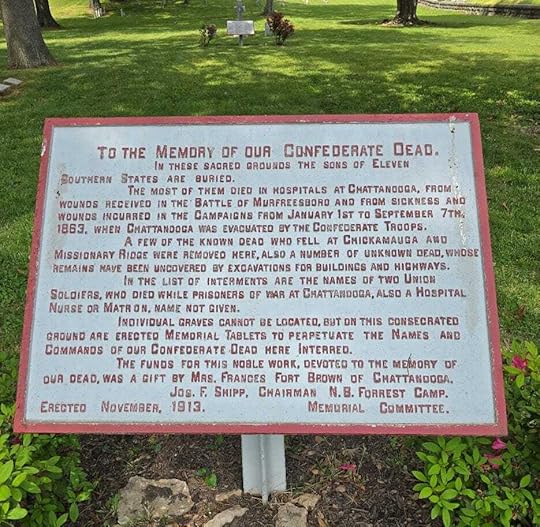 To the Memory of our Confederate Dead.
In these sacred grounds the sons of Eleven
Southern States are buried.
The most of them died in hospitals at Chattanooga, from
wounds received in the Battle of Murfreesboro and from sickness and
wounds incurred in the Campaigns from January 1st to September 7th,
1863, when Chattanooga was evacuated by the Confederate Troops.
A few of the known dead who fell at Chickamauga and
Missionary Ridge were removed here, also a number of unknown dead, whose
remains have been uncovered by excavations for buildings and highways.
In the list of interments are the names of two Union
Soldiers, who died while prisoners of war at Chattanooga, also a Hospital
Nurse or Matron, name not given.
Individual graves cannot be located, but on this consecrated
ground are erected Memorial Tablets to perpetuate the Names and
Commands of our Confederate Dead here Interred.
The funds for this noble work, devoted to the memory of
our dead, was a gift by Mrs. Frances Fort Brown of Chattanooga.
Jos. F. Shipp, Chairman N.B. Forrest Camp.
Erected November, 1913. Memorial Committee.